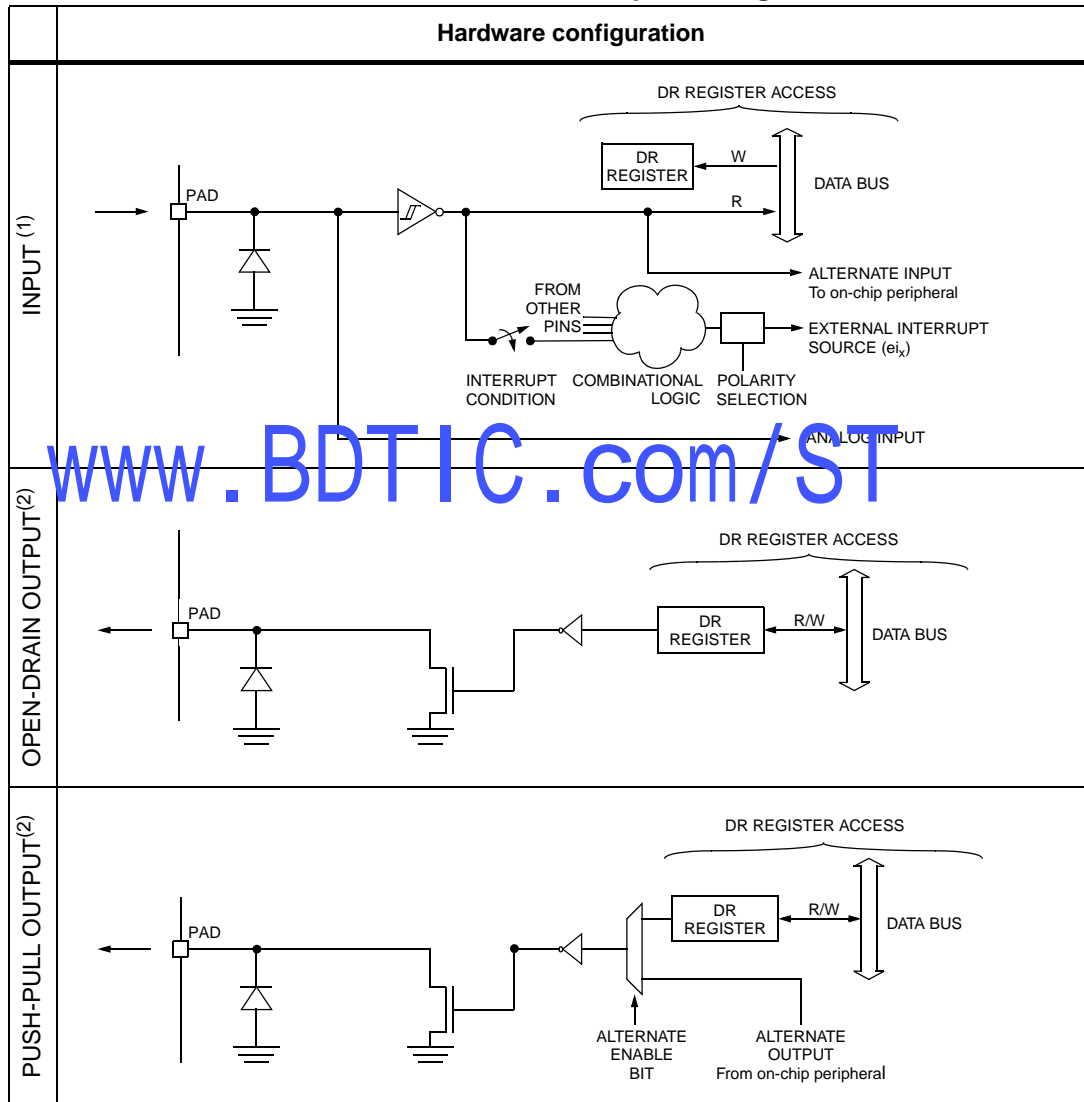 Hardware configuration
INPUT (1)
DR REGISTER ACCESS
DR
REGISTER
W
R
DATA BUS
PAD
ALTERNATE INPUT
To on-chip peripheral
FROM
OTHER
PINS
EXTERNAL INTERRUPT
SOURCE (eix)
INTERRUPT
CONDITION
COMBINATIONAL
LOGIC
POLARITY
SELECTION
ANALOG INPUT
www.BDTIC.com/ST
OPEN-DRAIN OUTPUT(2)
DR REGISTER ACCESS
PAD
DR
REGISTER
R/W
DATA BUS
PUSH-PULL OUTPUT(2)
DR REGISTER ACCESS
PAD
DR
REGISTER
R/W
DATA BUS
ALTERNATE
ENABLE
BIT
ALTERNATE
OUTPUT
From on-chip peripheral